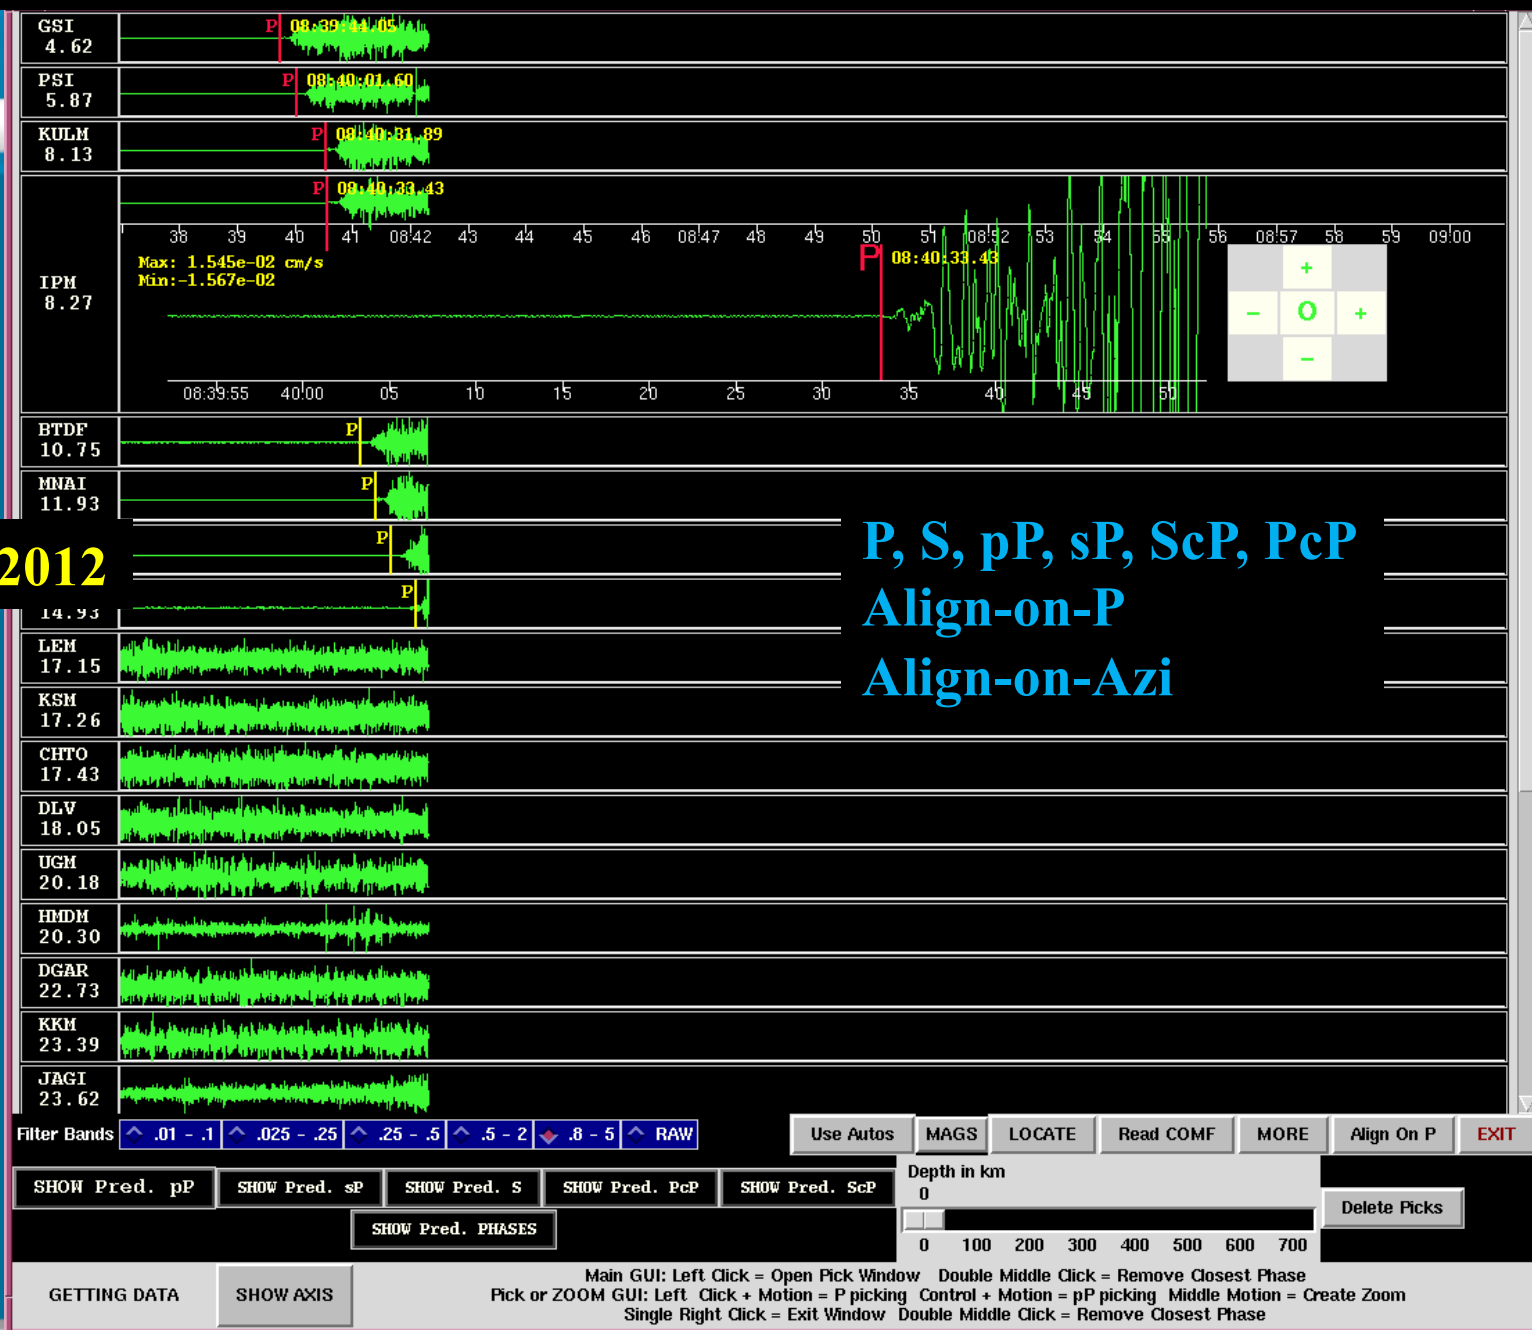 GSI
4.62
P 08:39:44.05
PSI
5.87
P 08:40:01.60
KULM
8.13
P 08:40:31.89
P 08:40:33.43
38 39 40 41 08:42 43 44 45 46 08:47 48 49 50 51 08:52 53 54 55 56 08:57 58 59 09:00
Max: 1.545e-02 cm/s
Min:-1.567e-02
P 08:40:33.43
IPM
8.27
+
- O +
-
08:39:55 40:00 05 10 15 20 25 30 35 40 45 50
BTDF
10.75
P
MNAI
11.93
P
P
2012
P
14.93
P, S, pP, sP, ScP, PcP
Align-on-P
Align-on-Azi
LEM
17.15
KSM
17.26
CHTO
17.43
DLV
18.05
UGM
20.18
HMDM
20.30
DGAR
22.73
KKM
23.39
JAGI
23.62
Filter Bands .01 - .1 .025 - .25 .25 - .5 .5 - 2 .8 - 5 RAW
Use Autos MAGS LOCATE Read COMF MORE Align On P EXIT
SHOW Pred. pP SHOW Pred. sP SHOW Pred. S SHOW Pred. PcP SHOW Pred. ScP
SHOW Pred. PHASES
Depth in km
0
0 100 200 300 400 500 600 700
Delete Picks
GETTING DATA SHOW AXIS
Main GUI: Left Click = Open Pick Window Double Middle Click = Remove Closest Phase
Pick or ZOOM GUI: Left Click + Motion = P picking Control + Motion = pP picking Middle Motion = Create Zoom
Single Right Click = Exit Window Double Middle Click = Remove Closest Phase